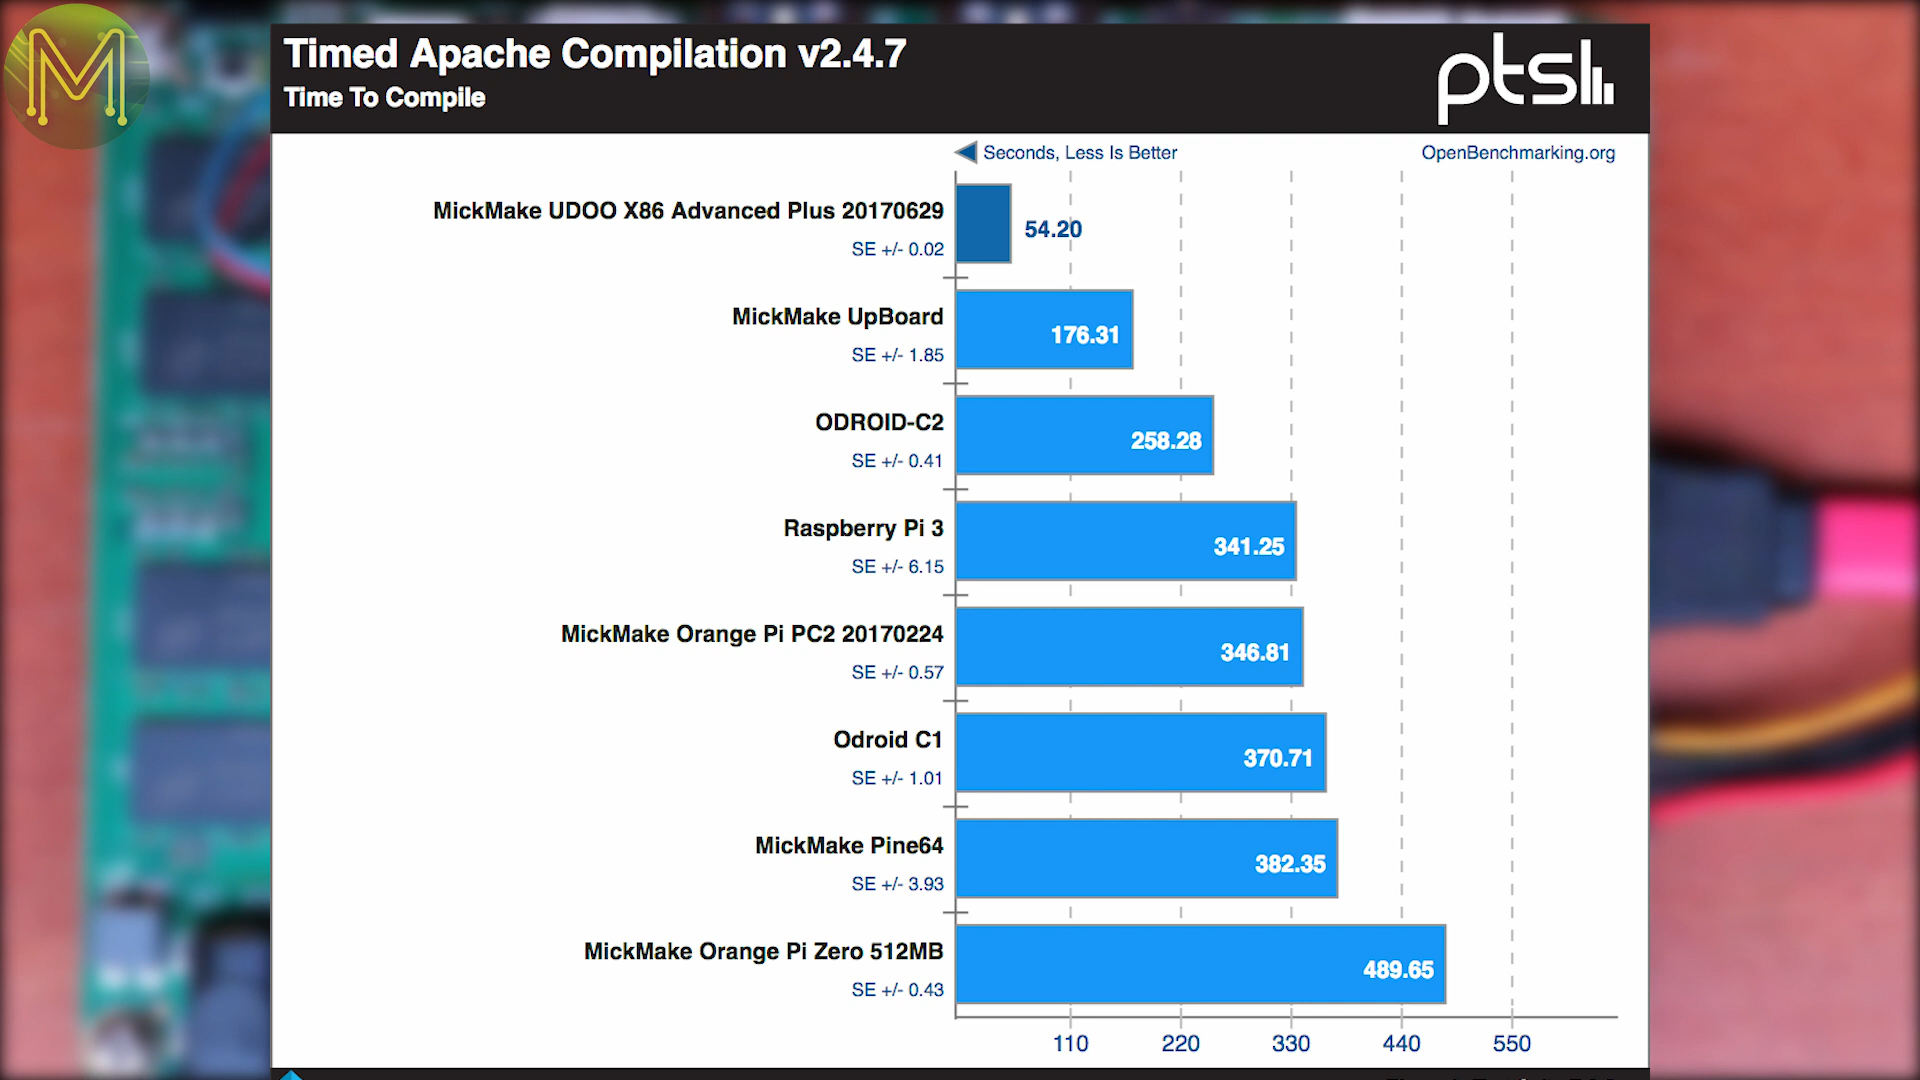 M
Timed Apache Compilation v2.4.7
Time To Compile
ptsl
Seconds, Less Is Better
OpenBenchmarking.org
MickMake UDOO X86 Advanced Plus 20170629
SE +/- 0.02
54.20
MickMake UpBoard
SE +/- 1.85
176.31
ODROID-C2
SE +/- 0.41
258.28
Raspberry Pi 3
SE +/- 6.15
341.25
MickMake Orange Pi PC2 20170224
SE +/- 0.57
346.81
Odroid C1
SE +/- 1.01
370.71
MickMake Pine64
SE +/- 3.93
382.35
MickMake Orange Pi Zero 512MB
SE +/- 0.43
489.65
110 220 330 440 550